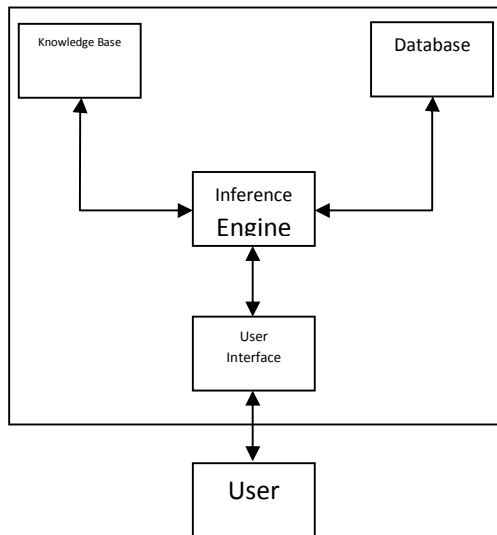 Knowledge Base
Database
Inference
Engine
User
Interface
User